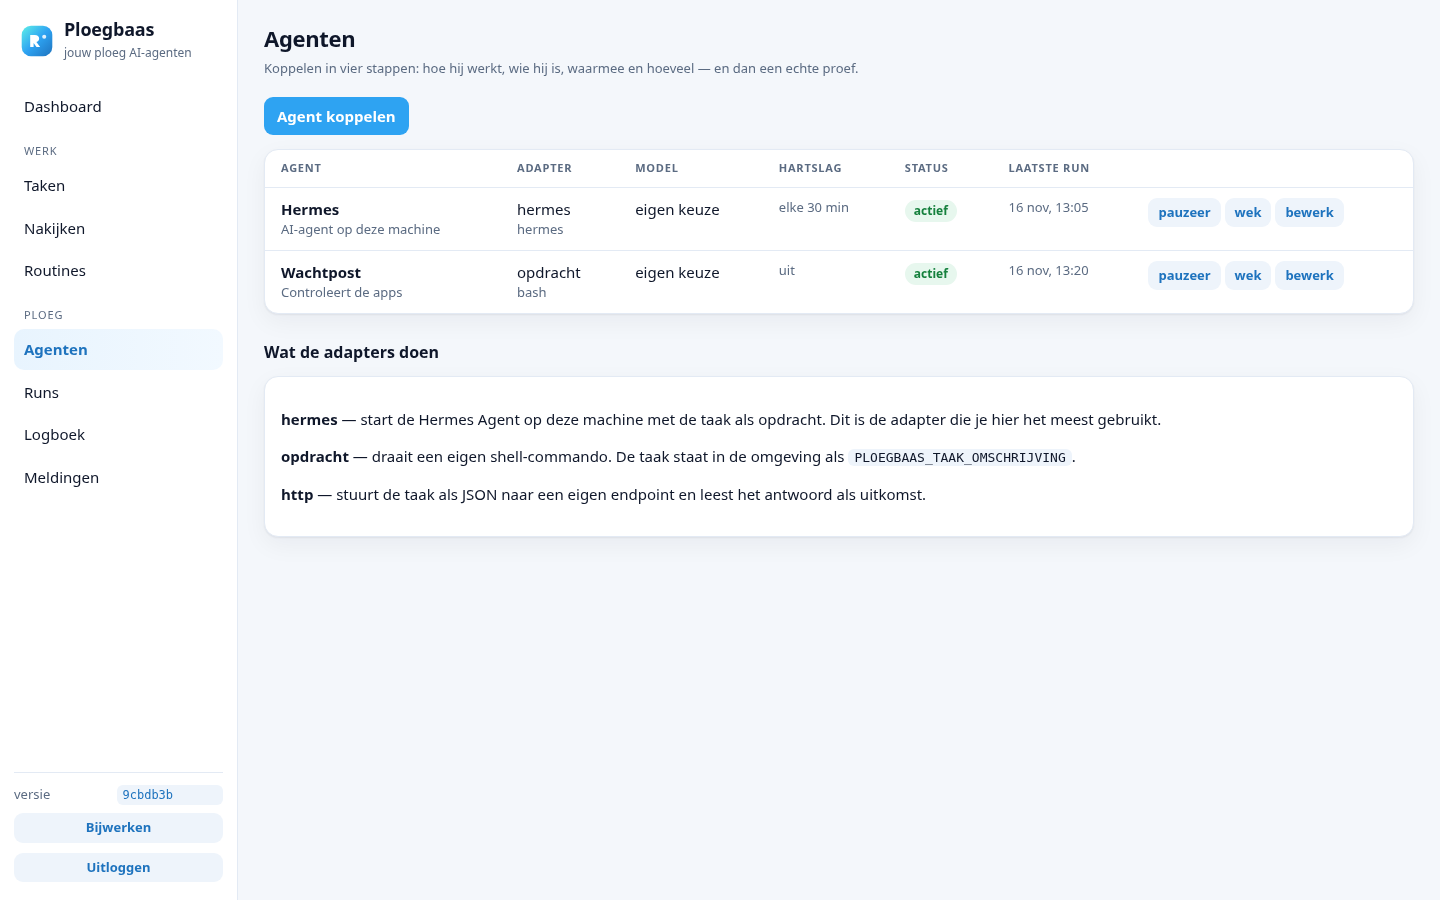 Ploegbaas
jouw ploeg AI-agenten
Dashboard
WERK
Taken
Nakijken
Routines
PLOEG
Agenten
Runs
Logboek
Meldingen
versie 9cbdb3b
Bijwerken
Uitloggen
Agenten
Koppelen in vier stappen: hoe hij werkt, wie hij is, waarmee en hoeveel — en dan een echte proef.
Agent koppelen
AGENT ADAPTER MODEL HARTSLAG STATUS LAATSTE RUN
Hermes hermes eigen keuze elke 30 min actief 16 nov, 13:05 pauzeer wek bewerk
AI-agent op deze machine hermes
Wachtpost opdracht eigen keuze uit actief 16 nov, 13:20 pauzeer wek bewerk
Controleert de apps bash
Wat de adapters doen
hermes — start de Hermes Agent op deze machine met de taak als opdracht. Dit is de adapter die je hier het meest gebruikt.
opdracht — draait een eigen shell-commando. De taak staat in de omgeving als PLOEGBAAS_TAAK_OMSCHRIJVING.
http — stuurt de taak als JSON naar een eigen endpoint en leest het antwoord als uitkomst.